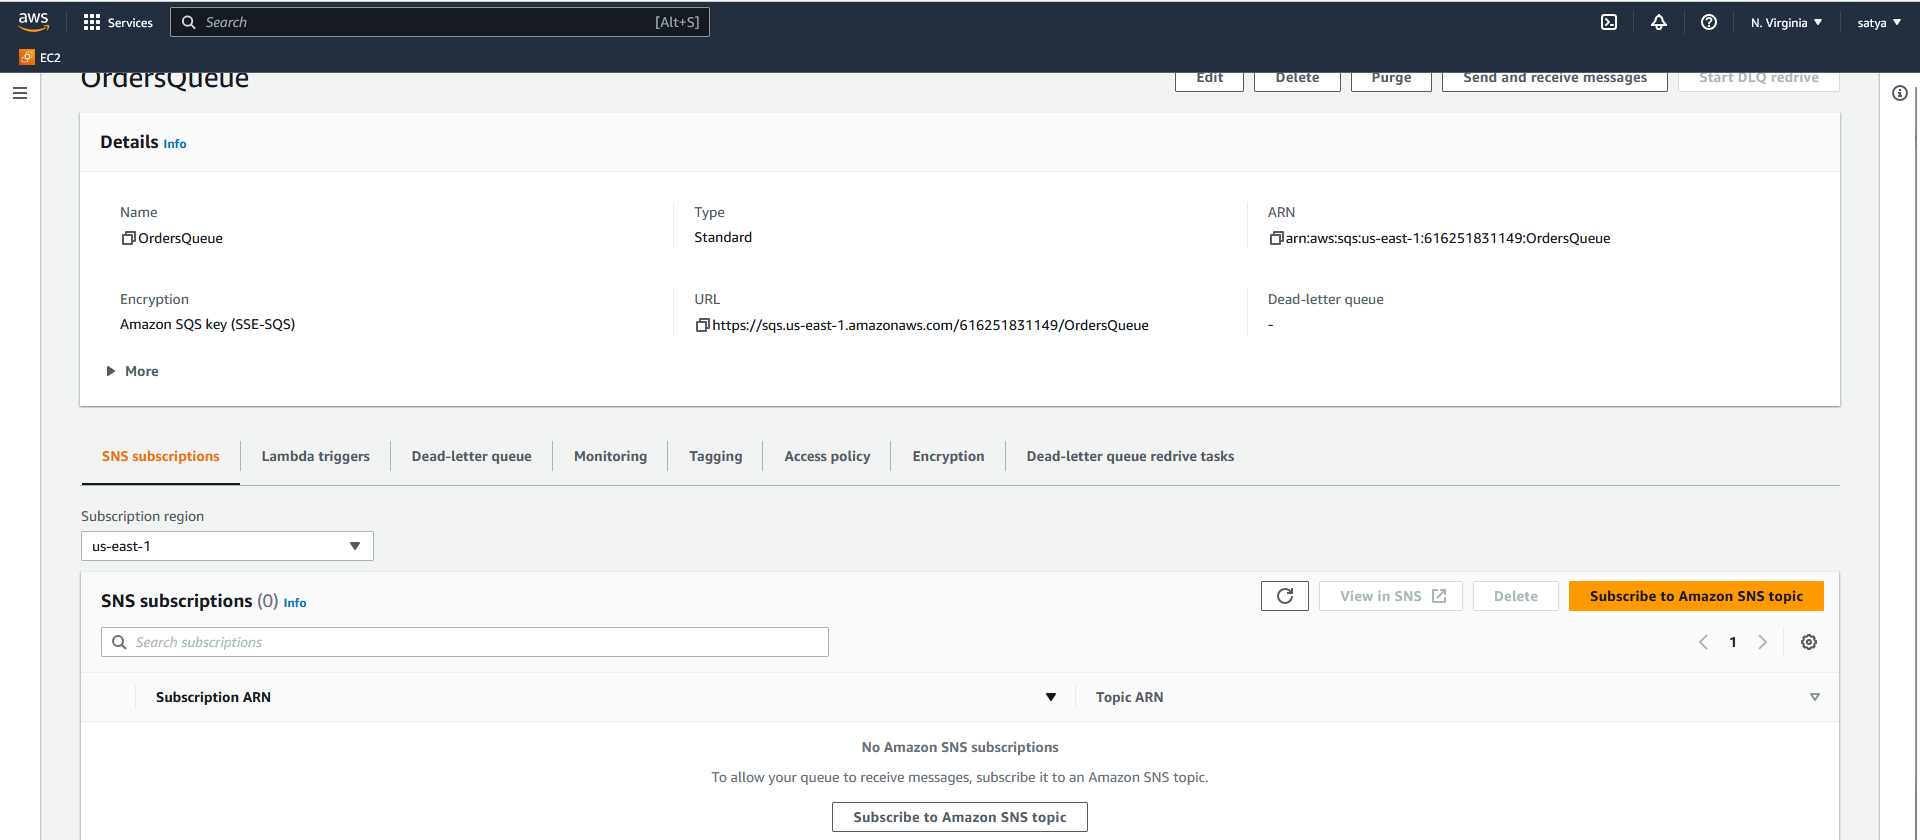 aws
Services
Search
[Alt+S]
N. Virginia
satya
EC2
OrdersQueue
Edit
Delete
Purge
Send and receive messages
Start DLQ redrive
Details Info
Name
OrdersQueue
Type
Standard
ARN
arn:aws:sqs:us-east-1:616251831149:OrdersQueue
Encryption
Amazon SQS key (SSE-SQS)
URL
https://sqs.us-east-1.amazonaws.com/616251831149/OrdersQueue
Dead-letter queue
-
More
SNS subscriptions
Lambda triggers
Dead-letter queue
Monitoring
Tagging
Access policy
Encryption
Dead-letter queue redrive tasks
Subscription region
us-east-1
SNS subscriptions (0) Info
View in SNS
Delete
Subscribe to Amazon SNS topic
Search subscriptions
1
Subscription ARN
Topic ARN
No Amazon SNS subscriptions
To allow your queue to receive messages, subscribe it to an Amazon SNS topic.
Subscribe to Amazon SNS topic